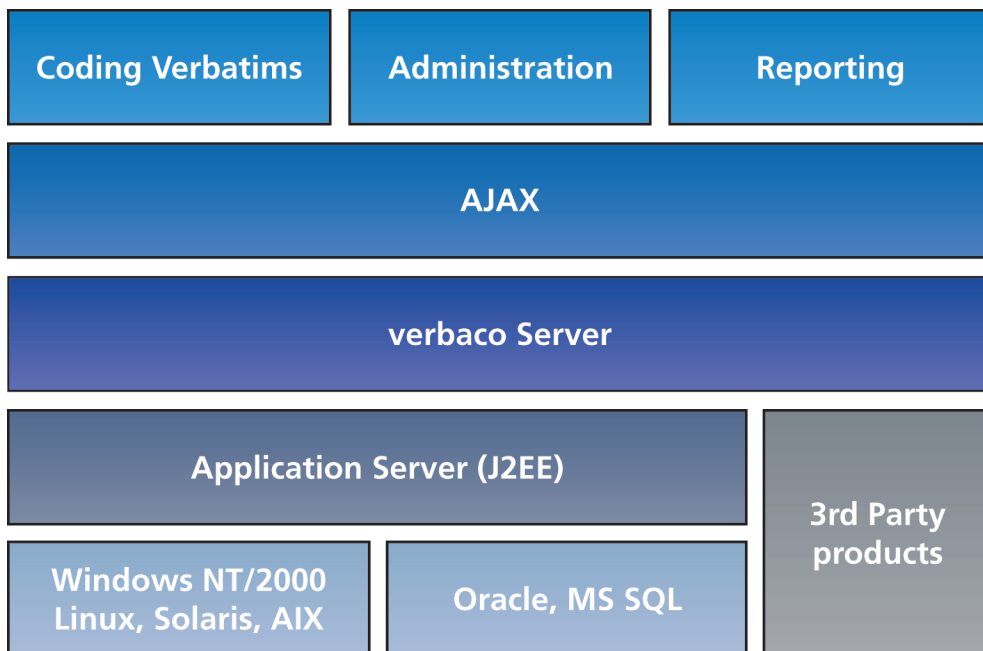 Coding Verbatims
Administration
Reporting
AJAX
verbaco Server
Application Server (J2EE)
3rd Party
products
Windows NT/2000
Linux, Solaris, AIX
Oracle, MS SQL